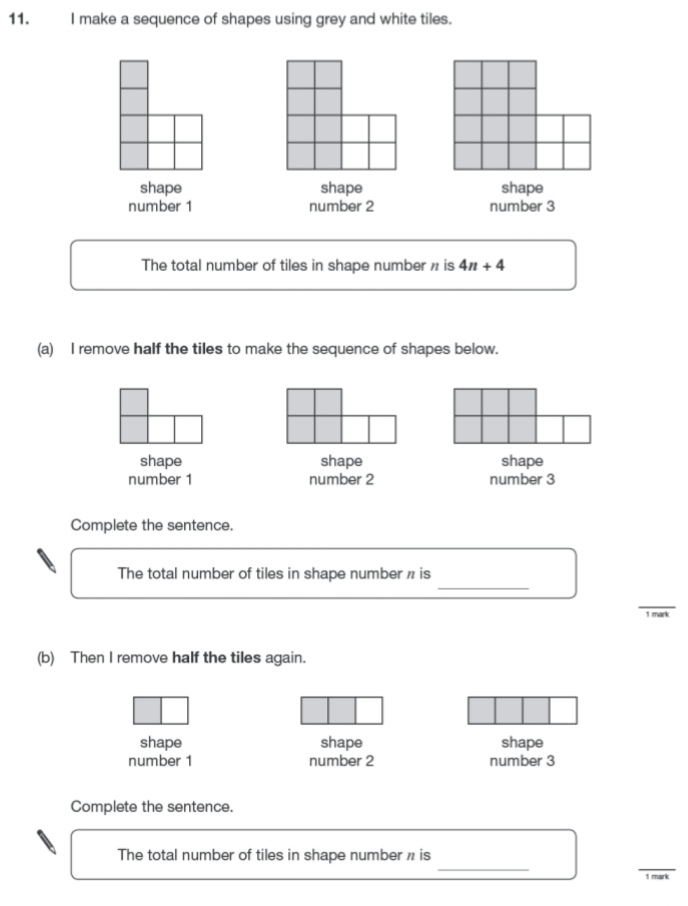 11. I make a sequence of shapes using grey and white tiles.
shape number 1
shape number 2
shape number 3
The total number of tiles in shape number n is 4n + 4
(a) I remove half the tiles to make the sequence of shapes below.
shape number 1
shape number 2
shape number 3
Complete the sentence.
The total number of tiles in shape number n is
1 mark
(b) Then I remove half the tiles again.
shape number 1
shape number 2
shape number 3
Complete the sentence.
The total number of tiles in shape number n is
1 mark